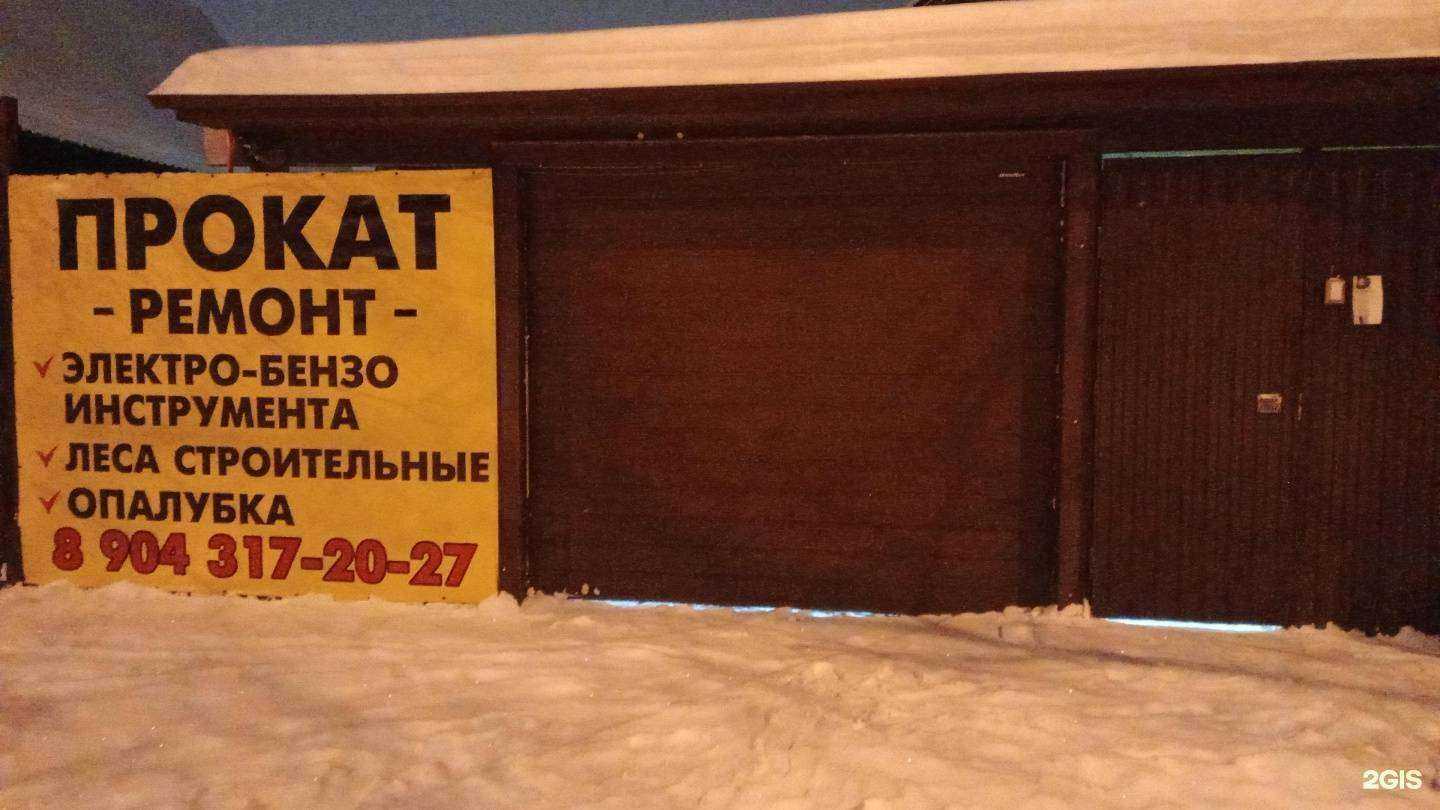 ПРОКАТ
- РЕМОНТ -
ЭЛЕКТРО-БЕНЗО
ИНСТРУМЕНТА
ЛЕСА СТРОИТЕЛЬНЫЕ
ОПАЛУБКА
8 904 317-20-27
2GIS